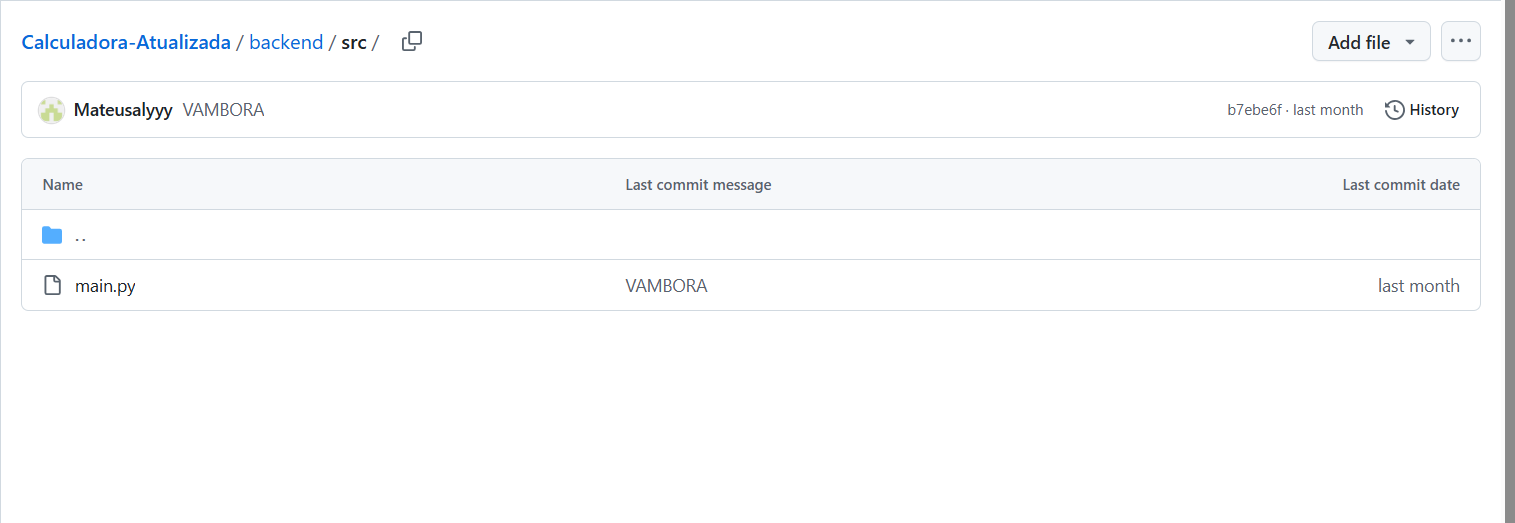 Calculadora-Atualizada / backend / src / Add file ...
Mateusalyyy VAMBORA b7ebe6f · last month History
Name Last commit message Last commit date
..
main.py VAMBORA last month